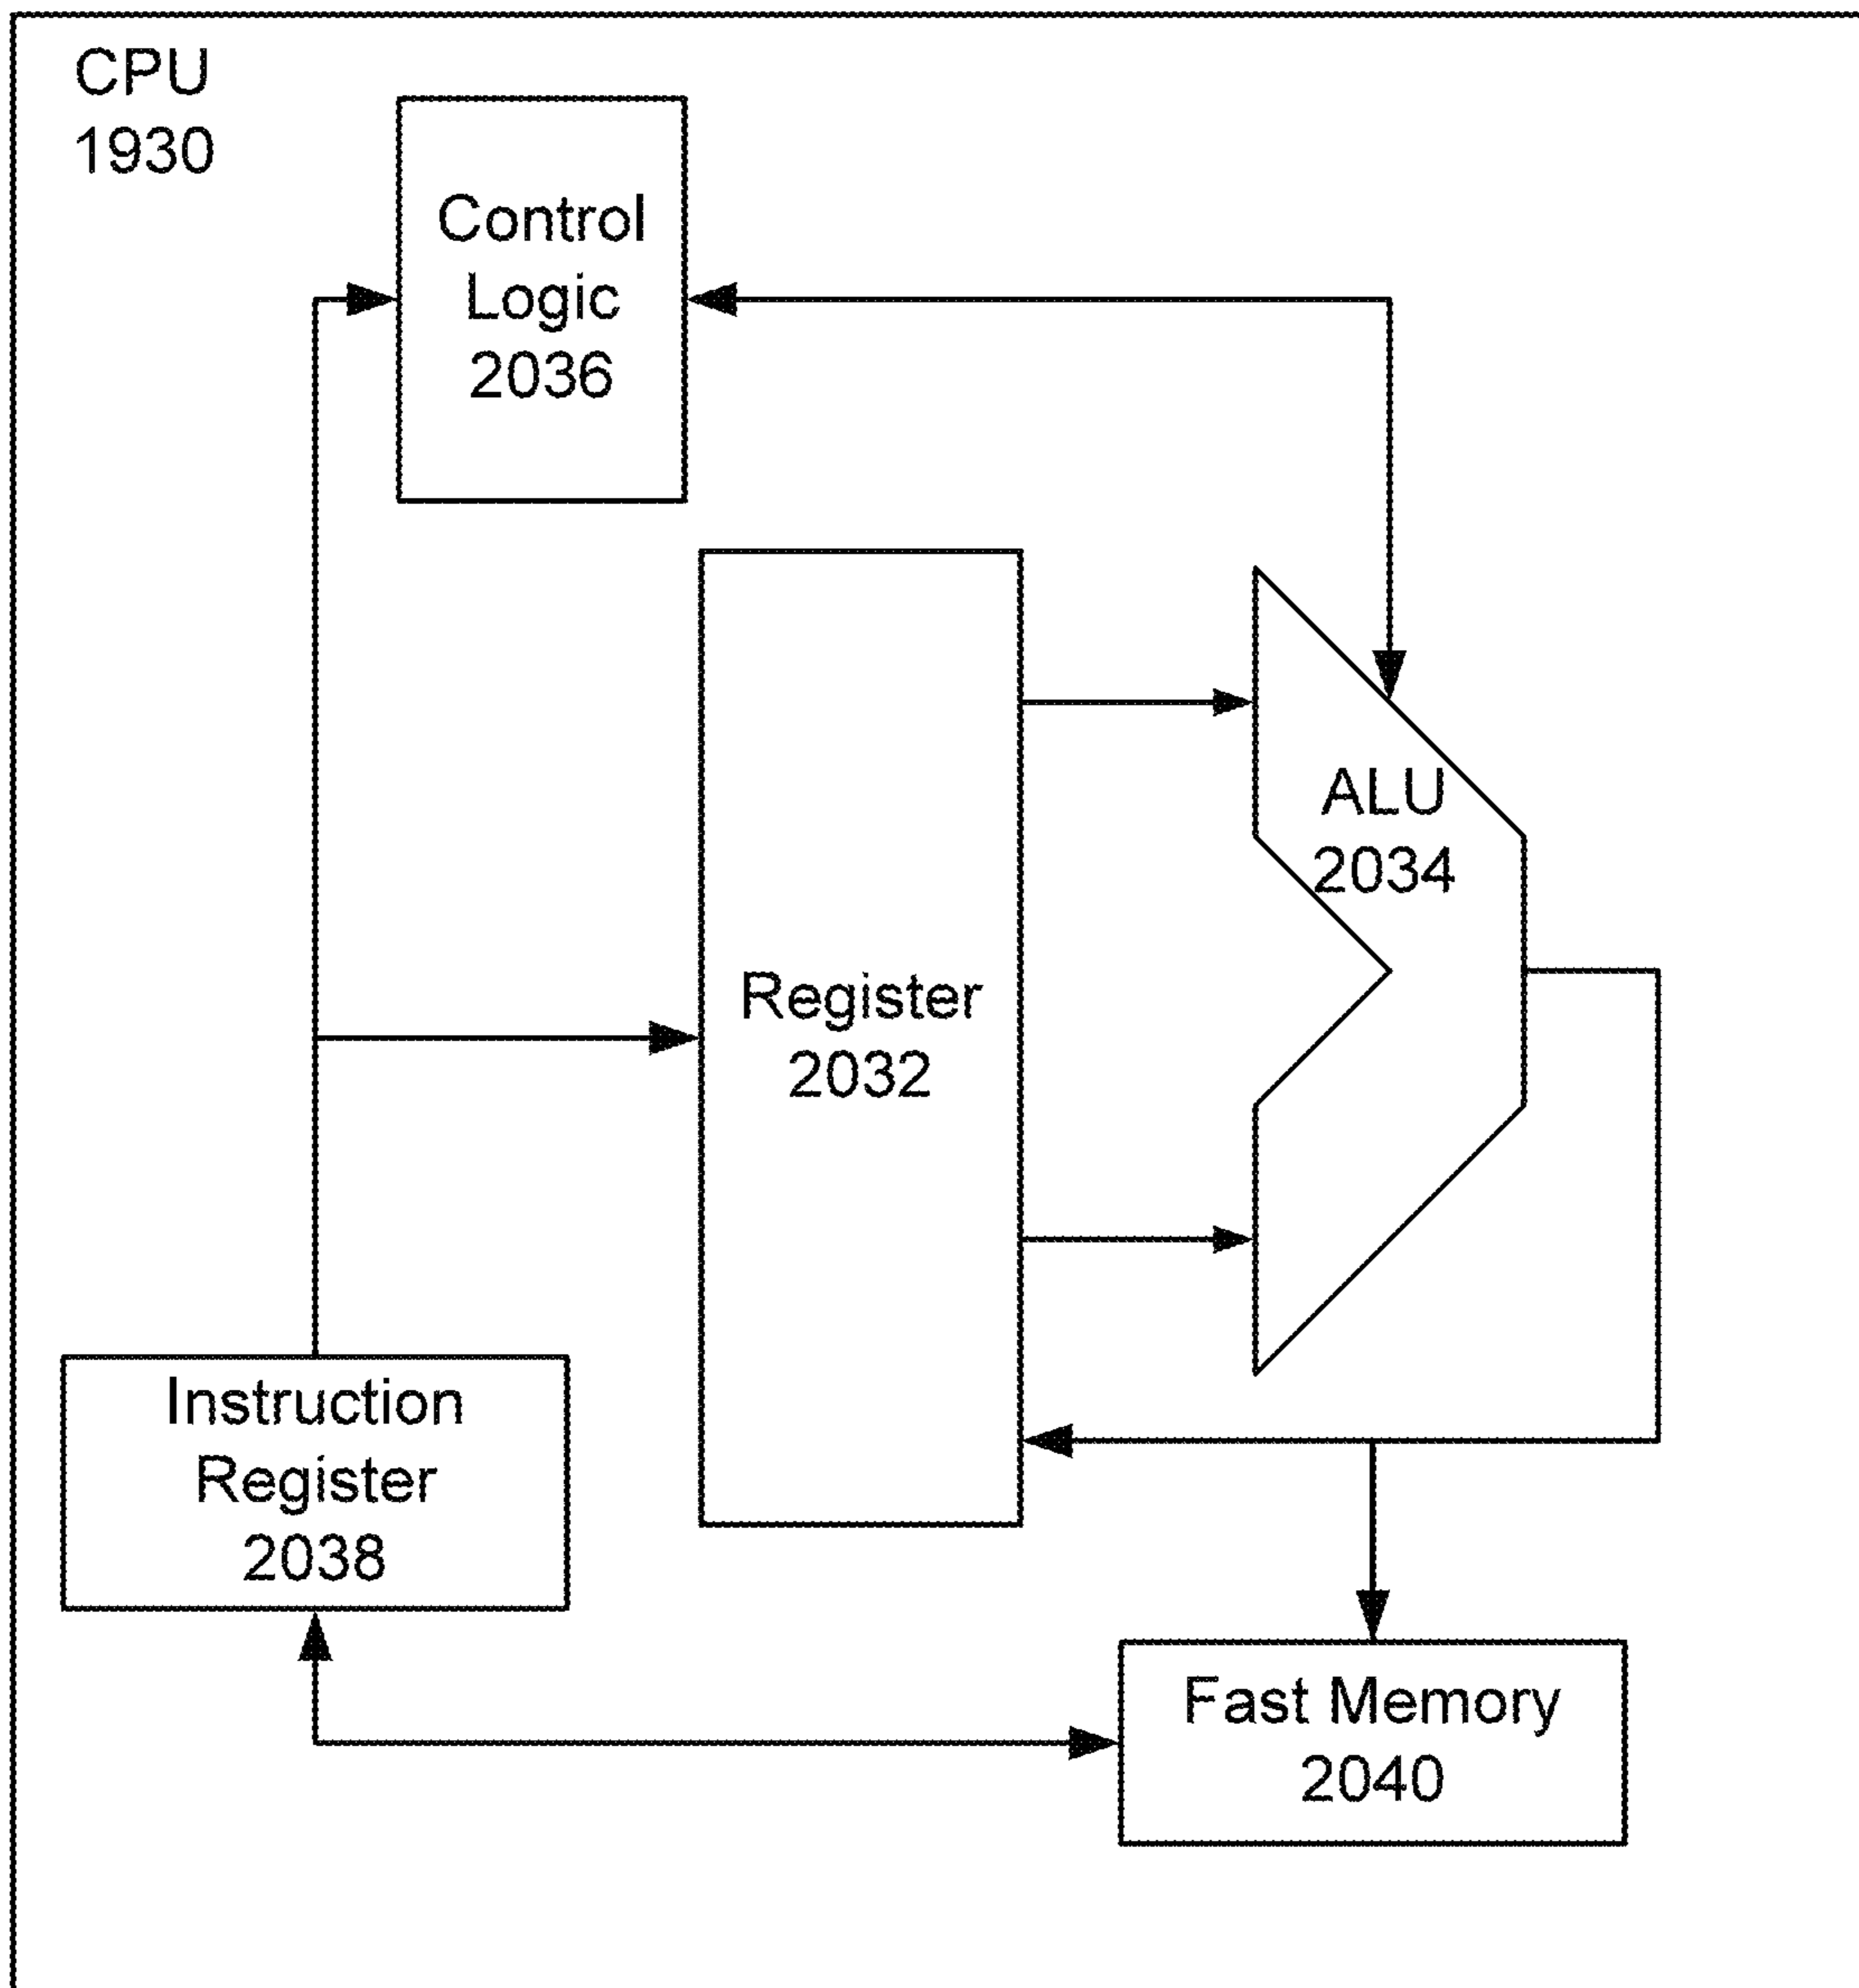 CPU
1930
Control
Logic
2036
ALU
2034
Register
2032
Instruction
Register
2038
Fast Memory
2040